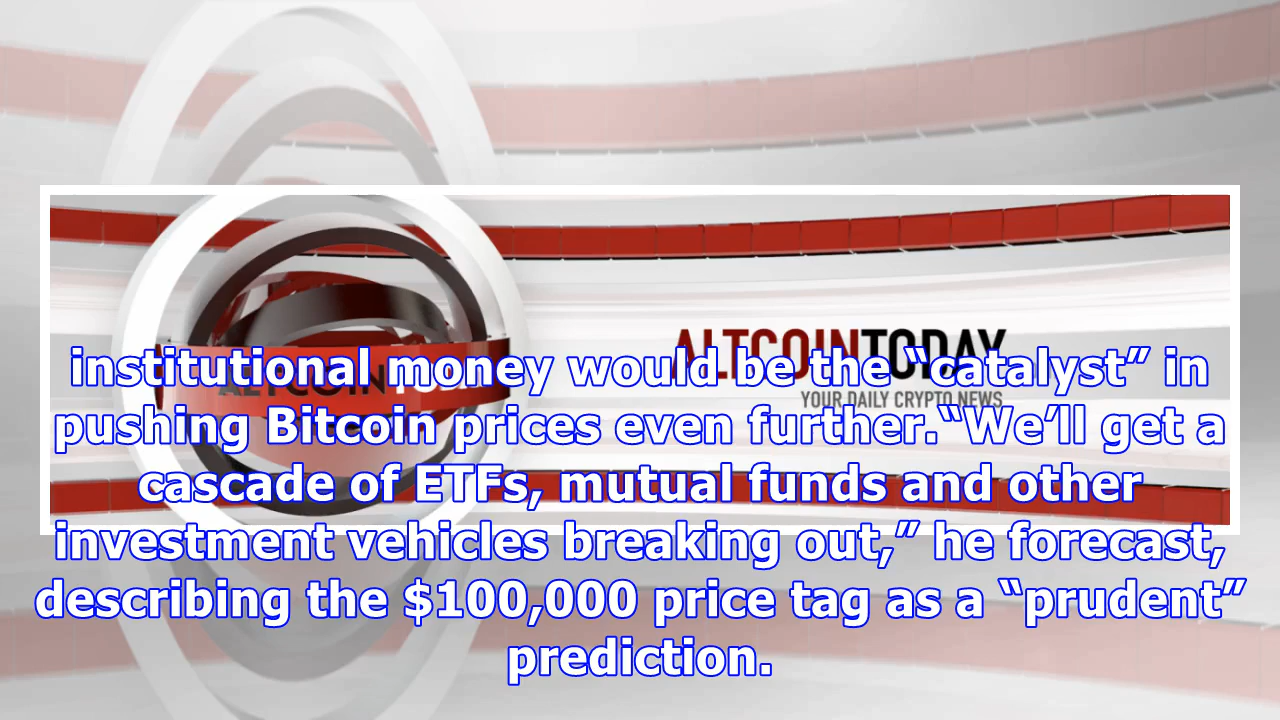 ALTCOINTODAY
YOUR DAILY CRYPTO NEWS
institutional money would be the “catalyst” in
pushing Bitcoin prices even further.“We’ll get a
cascade of ETFs, mutual funds and other
investment vehicles breaking out,” he forecast,
describing the $100,000 price tag as a “prudent”
prediction.